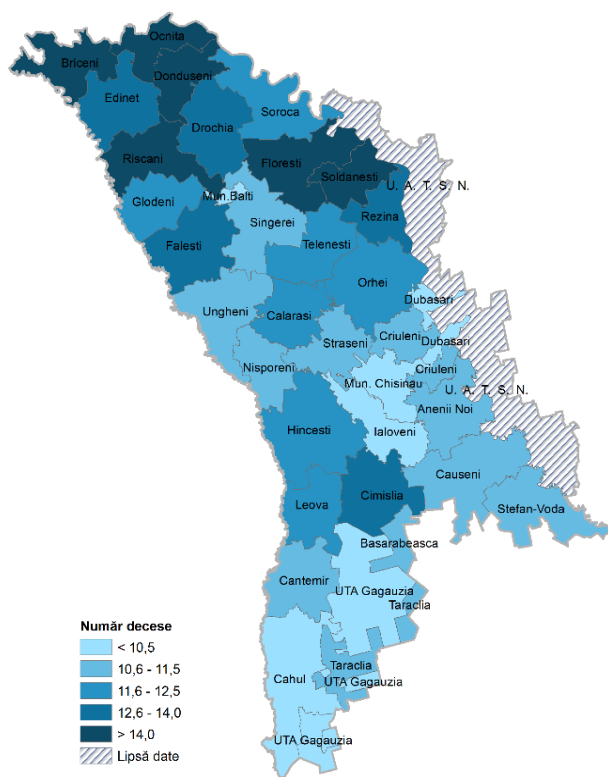 Ocnita
Briceni
Donduseni
Edinet
Soroca
Drochia
Riscani
Floresti
Soldanesti
U. A. T. S. N.
Mun.Balti
Glodeni
Rezina
Singerei
Falesti
Telenesti
Orhei
Dubasari
Ungheni
Calarasi
Criuleni
Dubasari
Straseni
Nisporeni
Criuleni
Mun. Chisinau
U. A. T. S. N.
Anenii Noi
Hincesti
Ialoveni
Causeni
Cimislia
Leova
Stefan-Voda
Basarabeasca
Cantemir
UTA Gagauzia
Taraclia
Număr decese
< 10,5
10,6 - 11,5
11,6 - 12,5
12,6 - 14,0
> 14,0
Lipsă date
Taraclia
Cahul
UTA Gagauzia
UTA Gagauzia